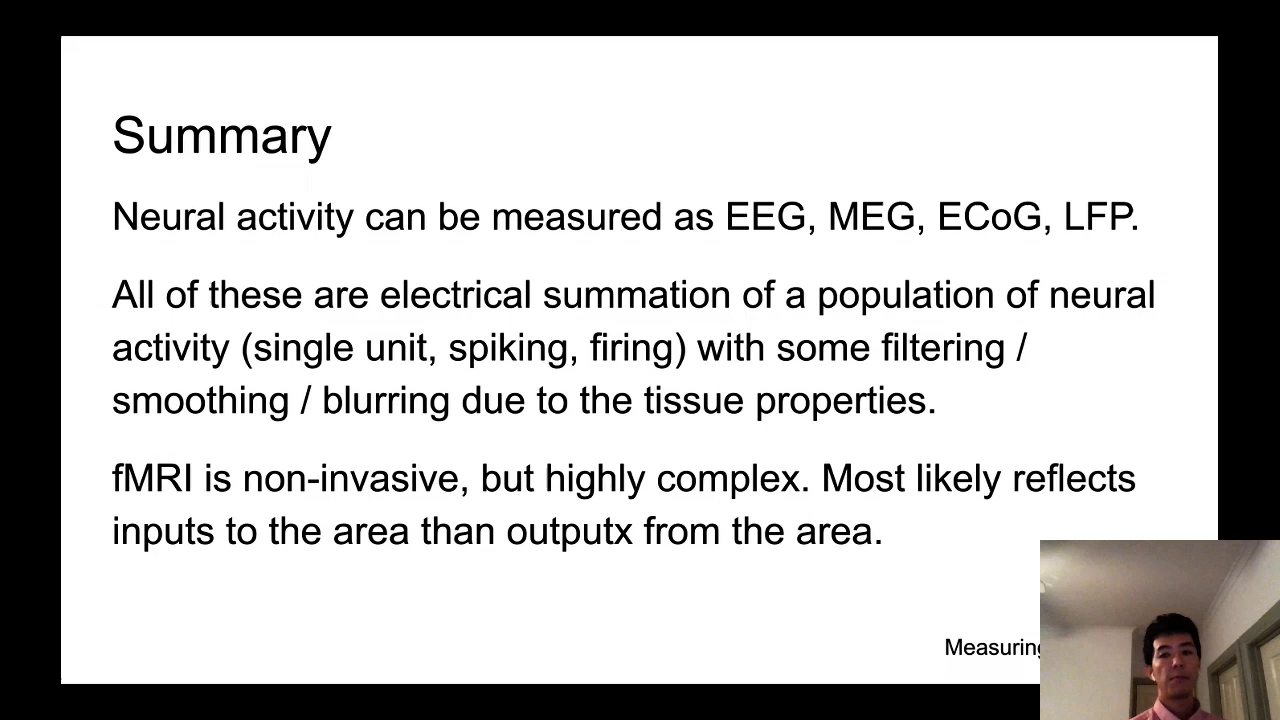 Summary
Neural activity can be measured as EEG, MEG, ECoG, LFP.
All of these are electrical summation of a population of neural
activity (single unit, spiking, firing) with some filtering /
smoothing / blurring due to the tissue properties.
fMRI is non-invasive, but highly complex. Most likely reflects
inputs to the area than outputx from the area.
Measuring